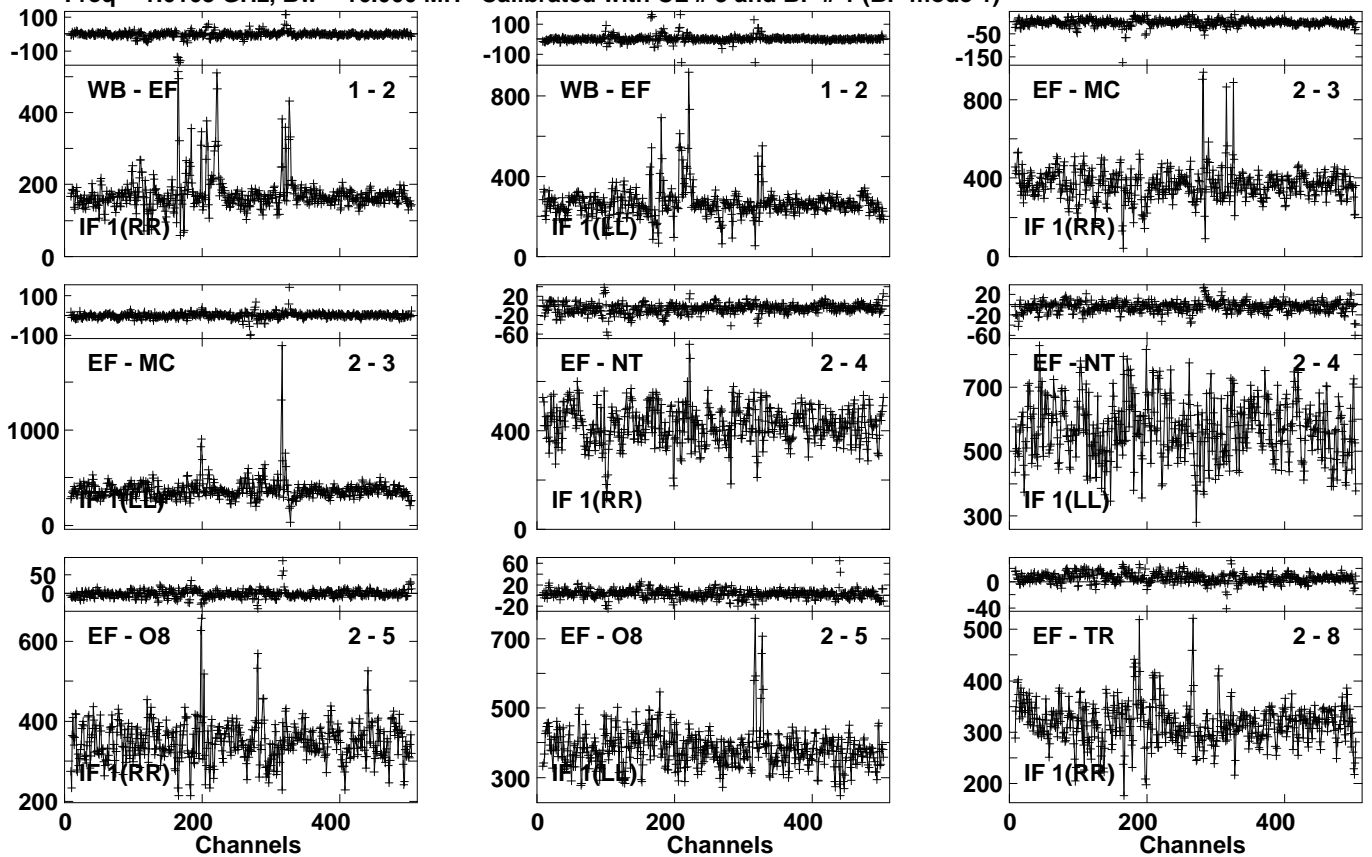 100
-100
WB - EF 1 - 2
400
200
0
IF 1(RR)
100
-100
WB - EF 1 - 2
800
400
0
IF 1(LL)
-50
-150
EF - MC 2 - 3
800
400
0
IF 1(RR)
100
-100
EF - MC 2 - 3
1000
0
IF 1(LL)
20
-20
-60
EF - NT 2 - 4
400
0
IF 1(RR)
20
-20
-60
EF - NT 2 - 4
700
500
300
IF 1(LL)
50
0
EF - O8 2 - 5
600
400
200
IF 1(RR)
0 200 400
Channels
60
20
-20
EF - O8 2 - 5
700
500
300
IF 1(LL)
0 200 400
Channels
0
-40
EF - TR 2 - 8
500
400
300
200
IF 1(RR)
0 200 400
Channels